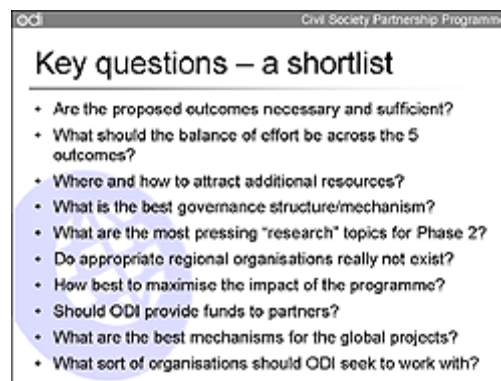 odi
Civil Society Partnership Programme
Key questions – a shortlist
• Are the proposed outcomes necessary and sufficient?
• What should the balance of effort be across the 5
outcomes?
• Where and how to attract additional resources?
• What is the best governance structure/mechanism?
• What are the most pressing "research" topics for Phase 2?
• Do appropriate regional organisations really not exist?
• How best to maximise the impact of the programme?
• Should ODI provide funds to partners?
• What are the best mechanisms for the global projects?
• What sort of organisations should ODI seek to work with?